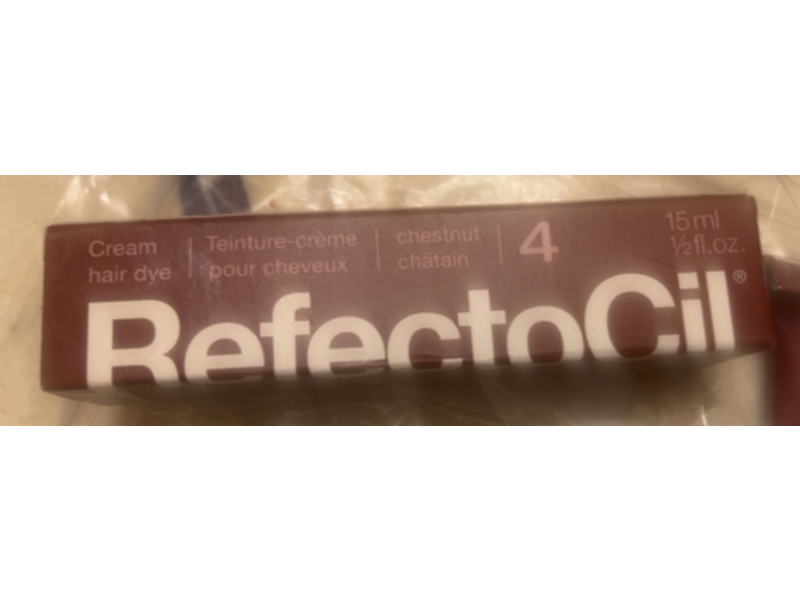 Cream
hair dye
Teinture-crème
pour cheveux
chestnut
châtain
4
15 ml
½ fl.oz.
RefectoCil®